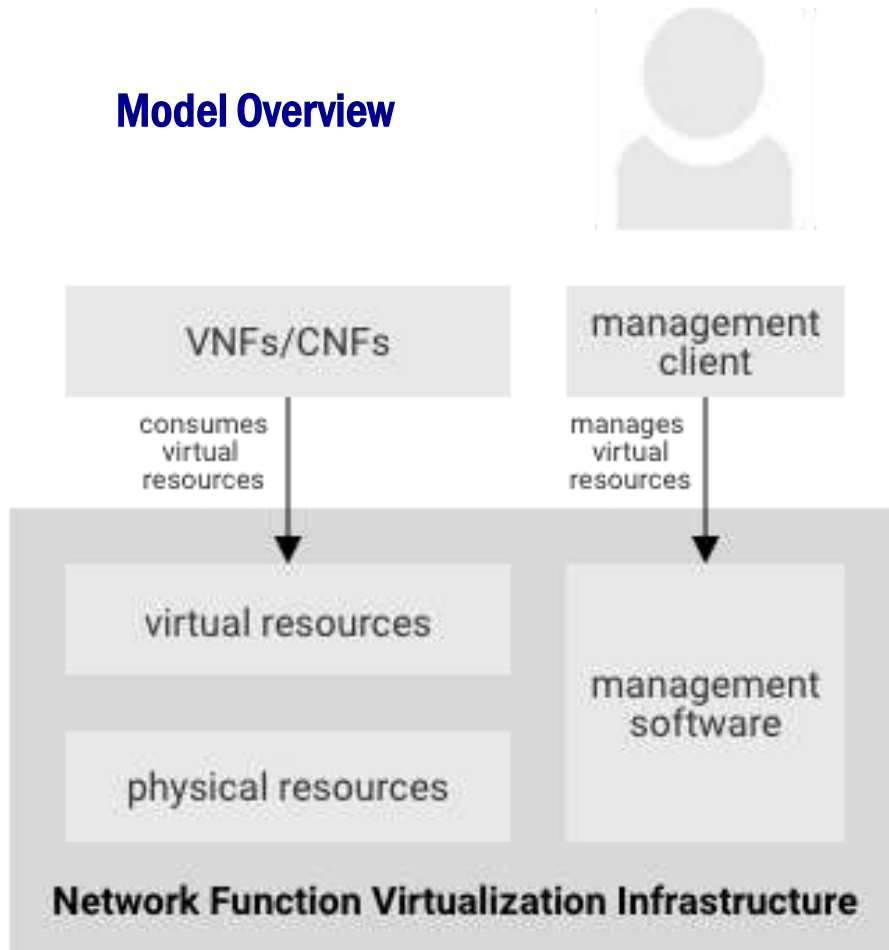 Model Overview
VNFs/CNFs
management
client
consumes
virtual
resources
manages
virtual
resources
virtual resources
management
software
physical resources
Network Function Virtualization Infrastructure